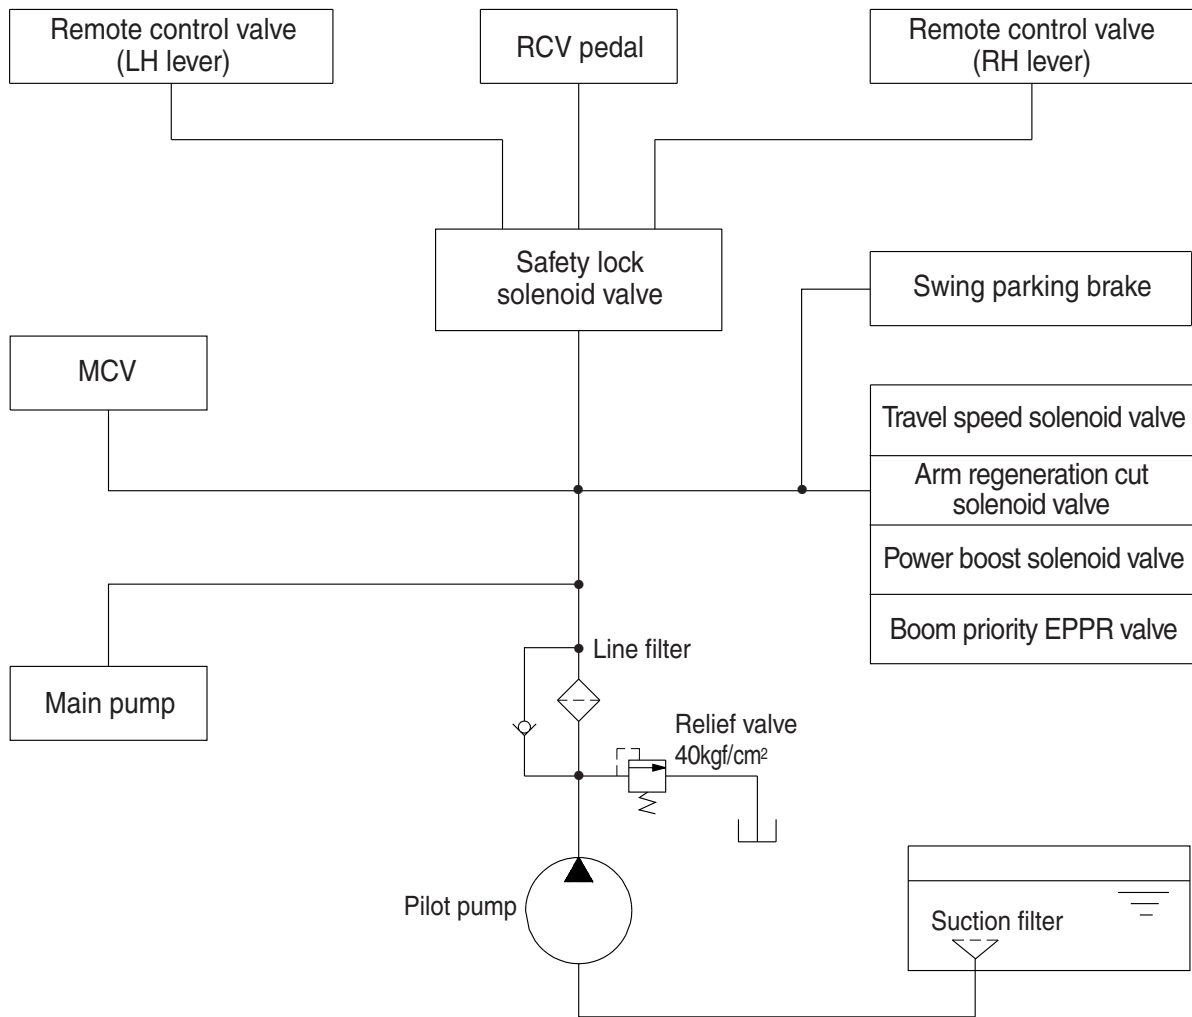 Remote control valve
(LH lever)
RCV pedal
Remote control valve
(RH lever)
Safety lock
solenoid valve
Swing parking brake
MCV
Travel speed solenoid valve
Arm regeneration cut
solenoid valve
Power boost solenoid valve
Boom priority EPPR valve
Line filter
Main pump
Relief valve
40kgf/cm²
Pilot pump
Suction filter